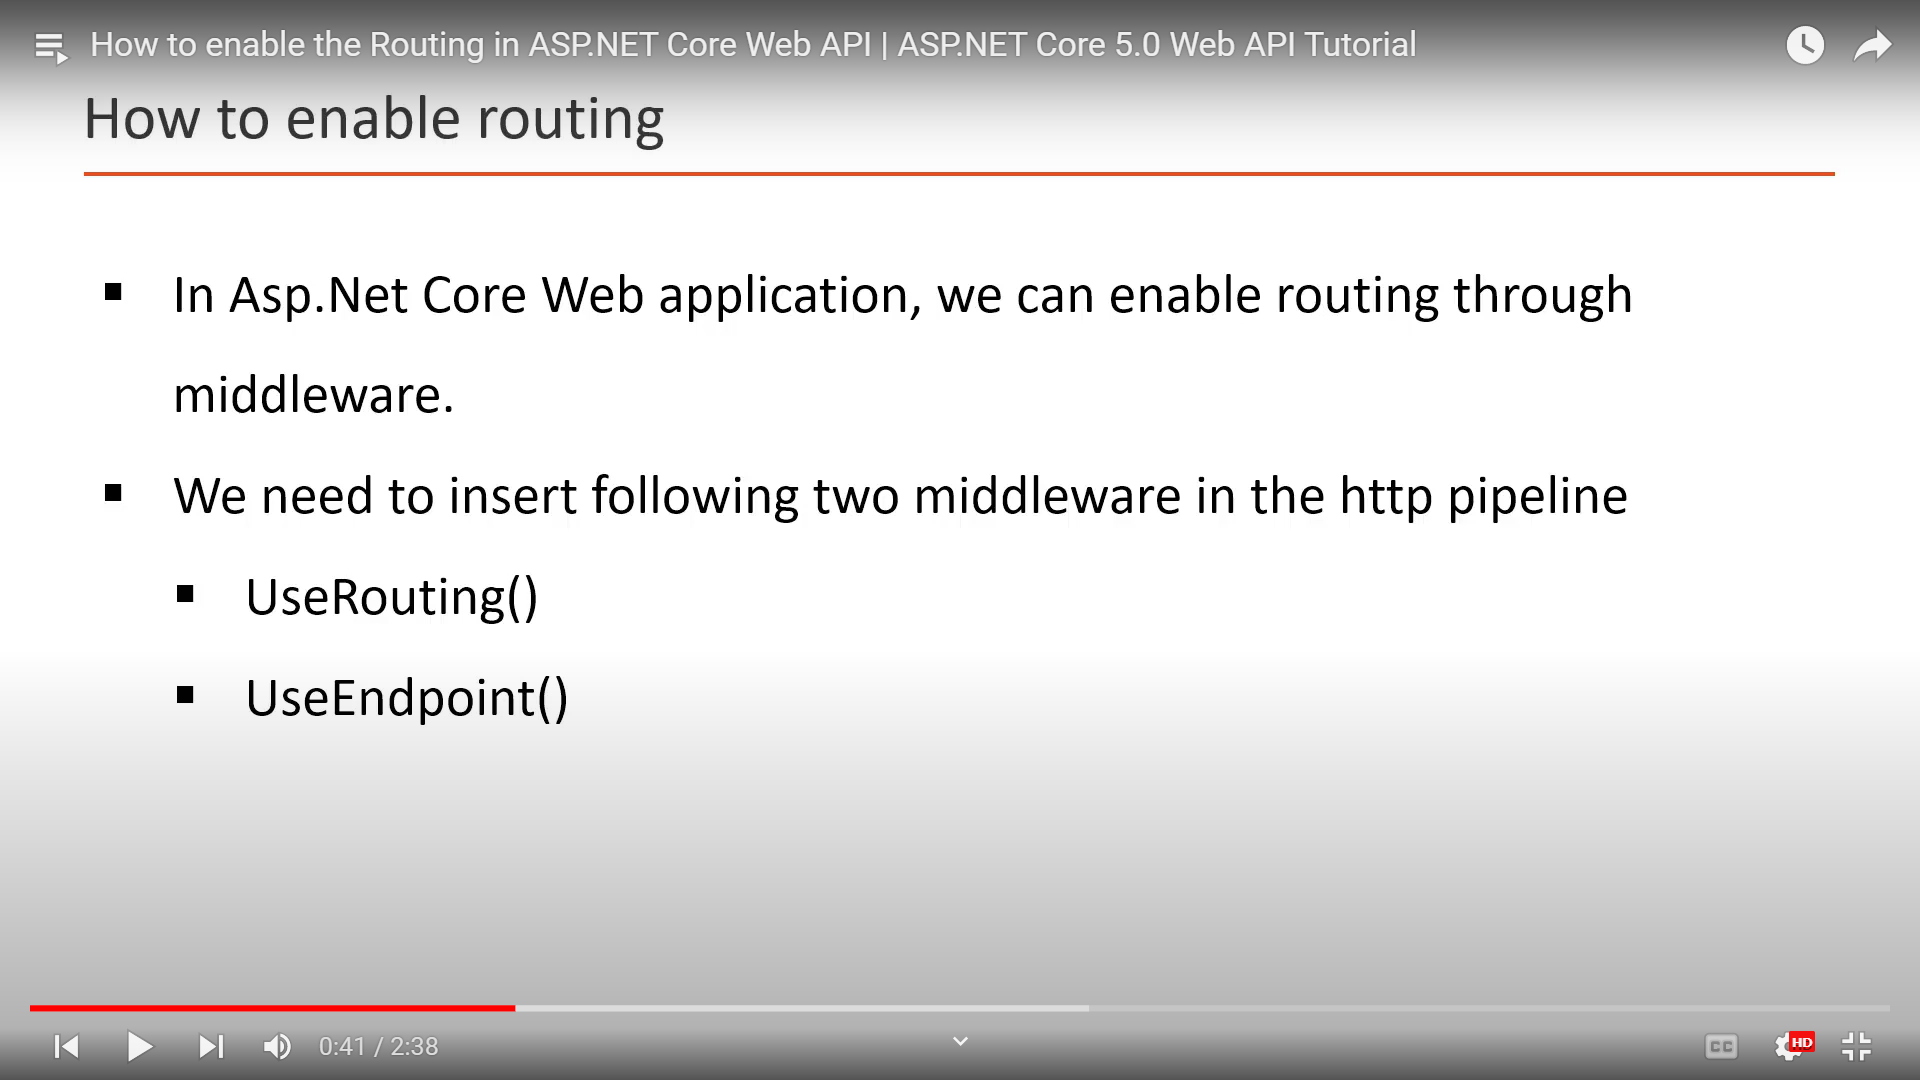 How to enable the Routing in ASP.NET Core Web API | ASP.NET Core 5.0 Web API Tutorial
How to enable routing
▪ In Asp.Net Core Web application, we can enable routing through
middleware.
▪ We need to insert following two middleware in the http pipeline
▪ UseRouting()
▪ UseEndpoint()
0:41 / 2:38
CC
HD